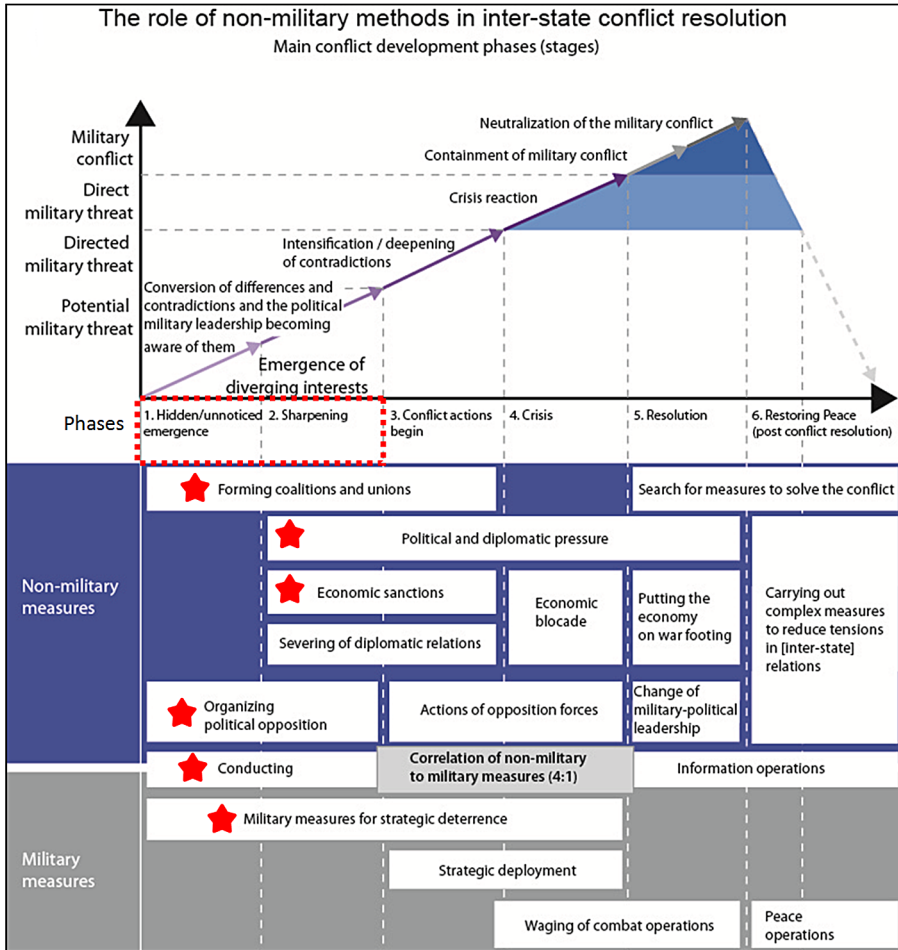 The role of non-military methods in inter-state conflict resolution
Main conflict development phases (stages)
Military
conflict
Direct
military threat
Directed
military threat
Potential
military threat
Neutralization of the military conflict
Containment of military conflict
Crisis reaction
Intensification / deepening
of contradictions
Conversion of differences and
contradictions and the political
military leadership becoming
aware of them
Emergence of
diverging interests
Phases
1. Hidden/unnoticed
emergence
2. Sharpening
3. Conflict actions
begin
4. Crisis
5. Resolution
6. Restoring Peace
(post conflict resolution)
Non-military
measures
Forming coalitions and unions
Search for measures to solve the conflict
Political and diplomatic pressure
Economic sanctions
Economic
blocade
Putting the
economy
on war footing
Carrying out
complex measures
to reduce tensions
in [inter-state]
relations
Severing of diplomatic relations
Organizing
political opposition
Actions of opposition forces
Change of
military-political
leadership
Conducting
Correlation of non-military
to military measures (4:1)
Information operations
Military
measures
Military measures for strategic deterrence
Strategic deployment
Waging of combat operations
Peace
operations